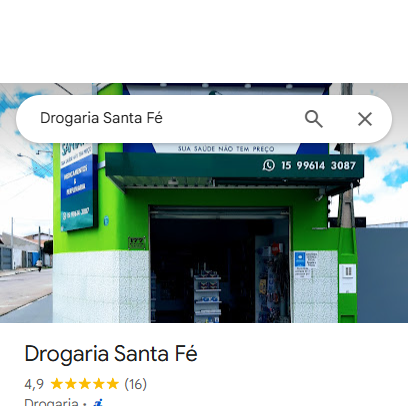 Drogaria Santa Fé
SUA SAÚDE NÃO TEM PREÇO
15 99614 3087
MEDICAMENTOS
PERFUMARIA
Drogaria Santa Fé
4,9 (16)
Drogaria ·